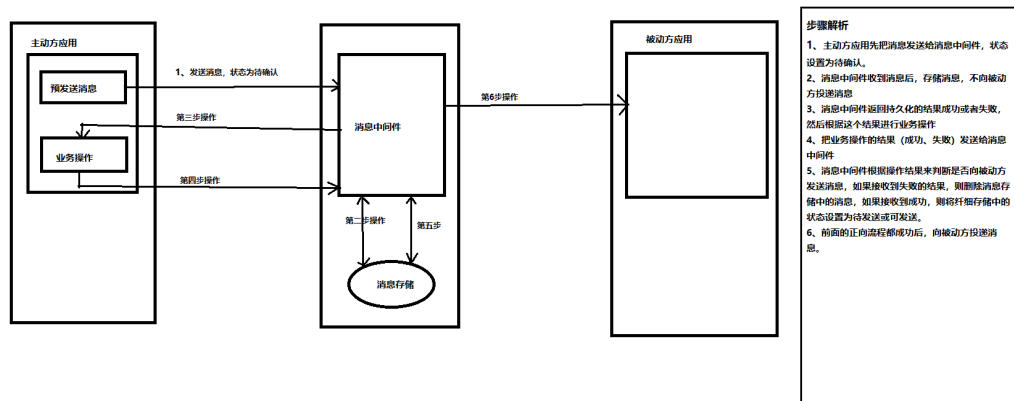 主动方应用
预发送消息
1、发送消息，状态为待确认
第三步操作
业务操作
第四步操作
消息中间件
第二步操作
第五步
消息存储
第6步操作
被动方应用
步骤解析
1、主动方应用先把消息发送给消息中间件，状态
设置为待确认。
2、消息中间件收到消息后，存储消息，不向被动
方投递消息
3、消息中间件返回持久化的结果成功或者失败，
然后根据这个结果进行业务操作
4、把业务操作的结果（成功、失败）发送给消息
中间件
5、消息中间件根据操作结果来判断是否向被动方
发送消息，如果接收到失败的结果，则删除消息存
储中的消息，如果接收到成功，则将纤细存储中的
状态设置为待发送或可发送。
6、前面的正向流程都成功后，向被动方投递消
息。